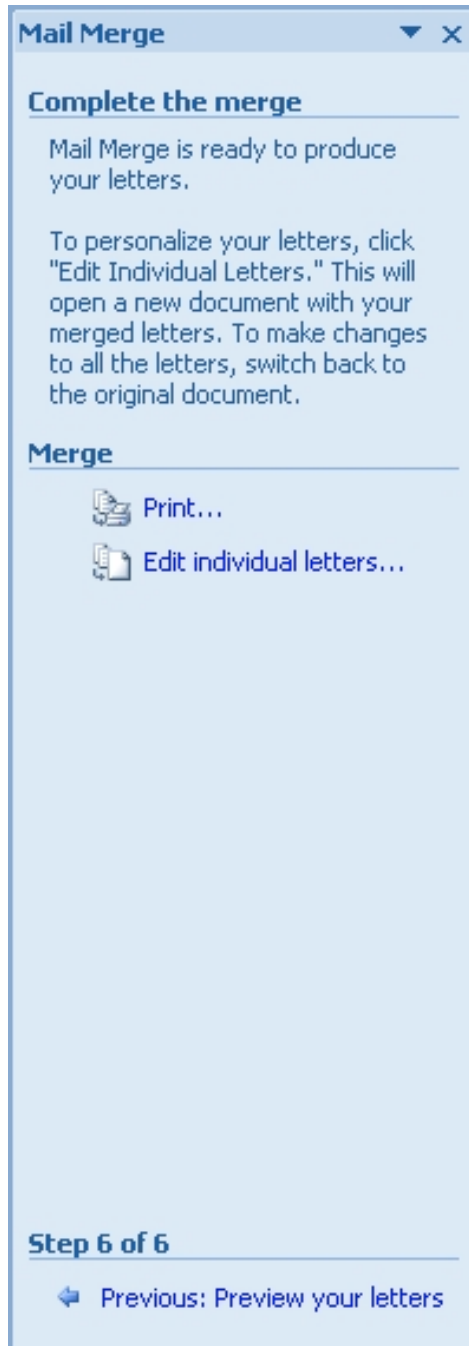 Mail Merge
Complete the merge
Mail Merge is ready to produce
your letters.
To personalize your letters, click
"Edit Individual Letters." This will
open a new document with your
merged letters. To make changes
to all the letters, switch back to
the original document.
Merge
Print...
Edit individual letters...
Step 6 of 6
Previous: Preview your letters